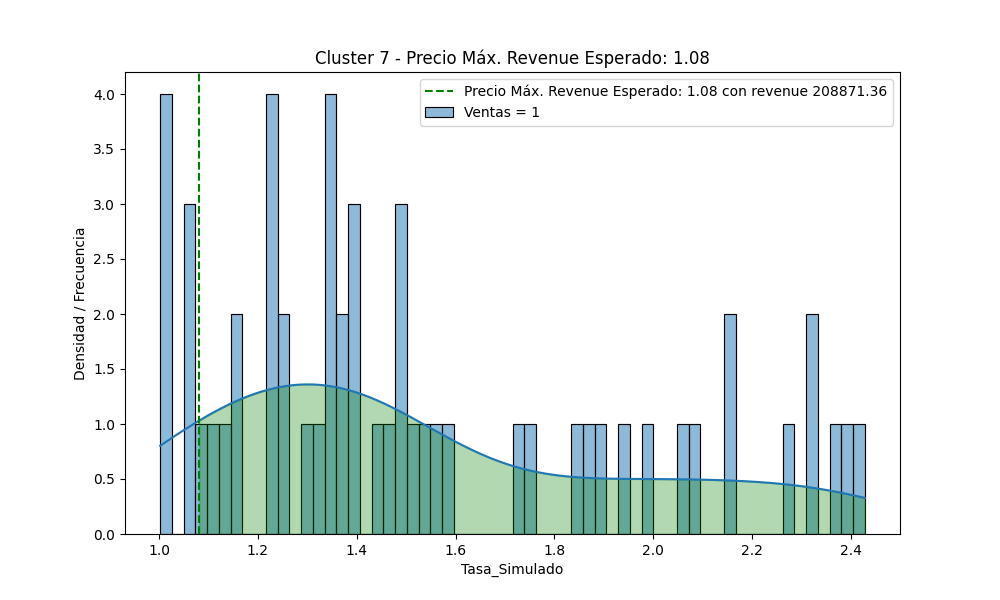 Cluster 7 - Precio Máx. Revenue Esperado: 1.08
Precio Máx. Revenue Esperado: 1.08 con revenue 208871.36
Ventas = 1
Densidad / Frecuencia
4.0
3.5
3.0
2.5
2.0
1.5
1.0
0.5
0.0
1.0 1.2 1.4 1.6 1.8 2.0 2.2 2.4
Tasa_Simulado